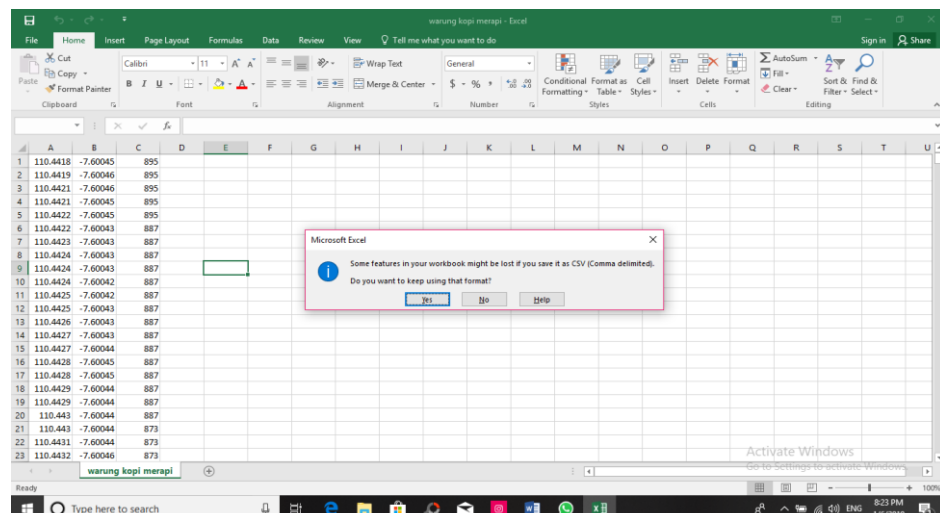 warung kopi merapi - Excel
File Home Insert Page Layout Formulas Data Review View Tell me what you want to do Sign in Share
Cut
Copy
Format Painter
Paste
Calibri 11
B I U
Wrap Text
Merge & Center
General
$ % ,
Conditional Formatting
Format as Table
Cell Styles
Insert Delete Format
AutoSum
Fill
Clear
Sort & Filter
Find & Select
Clipboard Font Alignment Number Styles Cells Editing
fx
A B C D E F G H I J K L M N O P Q R S T U
1 110.4418 -7.60045 895
2 110.4419 -7.60046 895
3 110.4421 -7.60046 895
4 110.4421 -7.60045 895
5 110.4422 -7.60045 895
6 110.4422 -7.60043 887
7 110.4423 -7.60043 887
8 110.4424 -7.60043 887
9 110.4424 -7.60043 887
10 110.4424 -7.60042 887
11 110.4425 -7.60042 887
12 110.4425 -7.60043 887
13 110.4426 -7.60043 887
14 110.4427 -7.60043 887
15 110.4427 -7.60044 887
16 110.4428 -7.60045 887
17 110.4428 -7.60045 887
18 110.4429 -7.60044 887
19 110.4429 -7.60044 887
20 110.443 -7.60044 887
21 110.443 -7.60044 873
22 110.4431 -7.60044 873
23 110.4432 -7.60046 873
Microsoft Excel
Some features in your workbook might be lost if you save it as CSV (Comma delimited).
Do you want to keep using that format?
Yes No Help
Activate Windows
Go to Settings to activate Windows.
warung kopi merapi
Ready
100%
Type here to search
ENG
8:23 PM